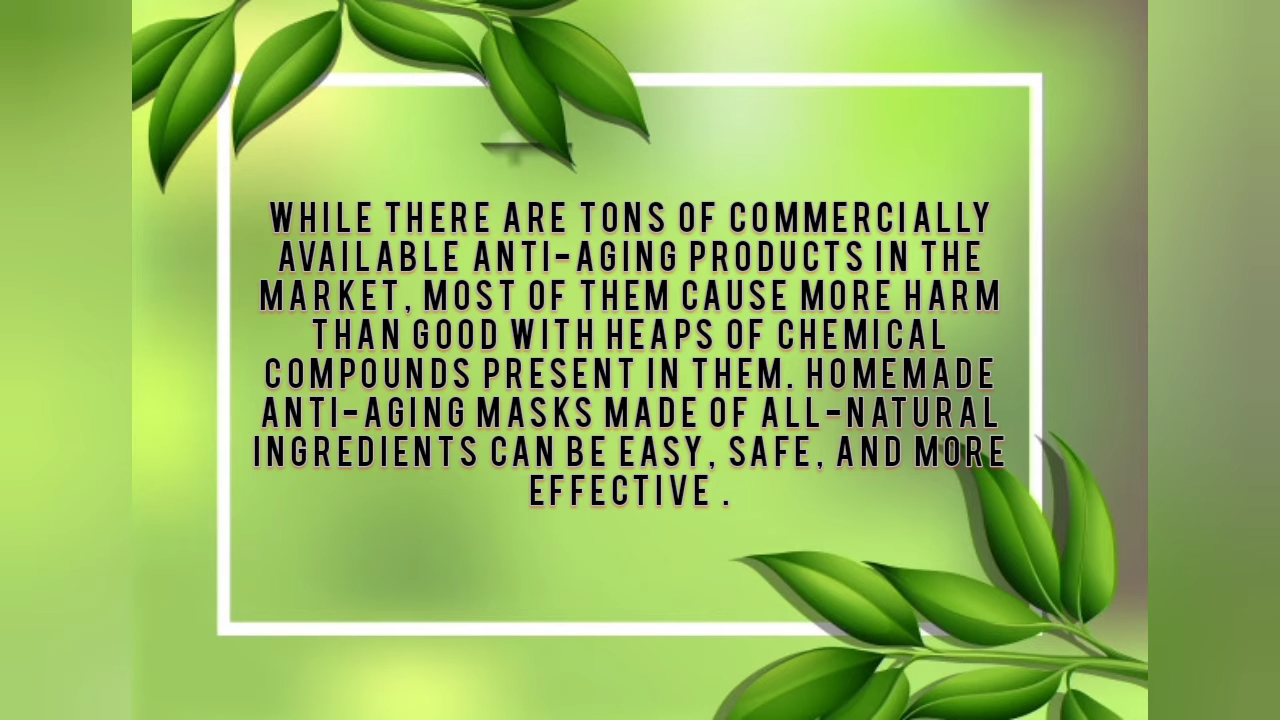 WHILE THERE ARE TONS OF COMMERCIALLY
AVAILABLE ANTI-AGING PRODUCTS IN THE
MARKET, MOST OF THEM CAUSE MORE HARM
THAN GOOD WITH HEAPS OF CHEMICAL
COMPOUNDS PRESENT IN THEM. HOMEMADE
ANTI-AGING MASKS MADE OF ALL-NATURAL
INGREDIENTS CAN BE EASY, SAFE, AND MORE
EFFECTIVE .